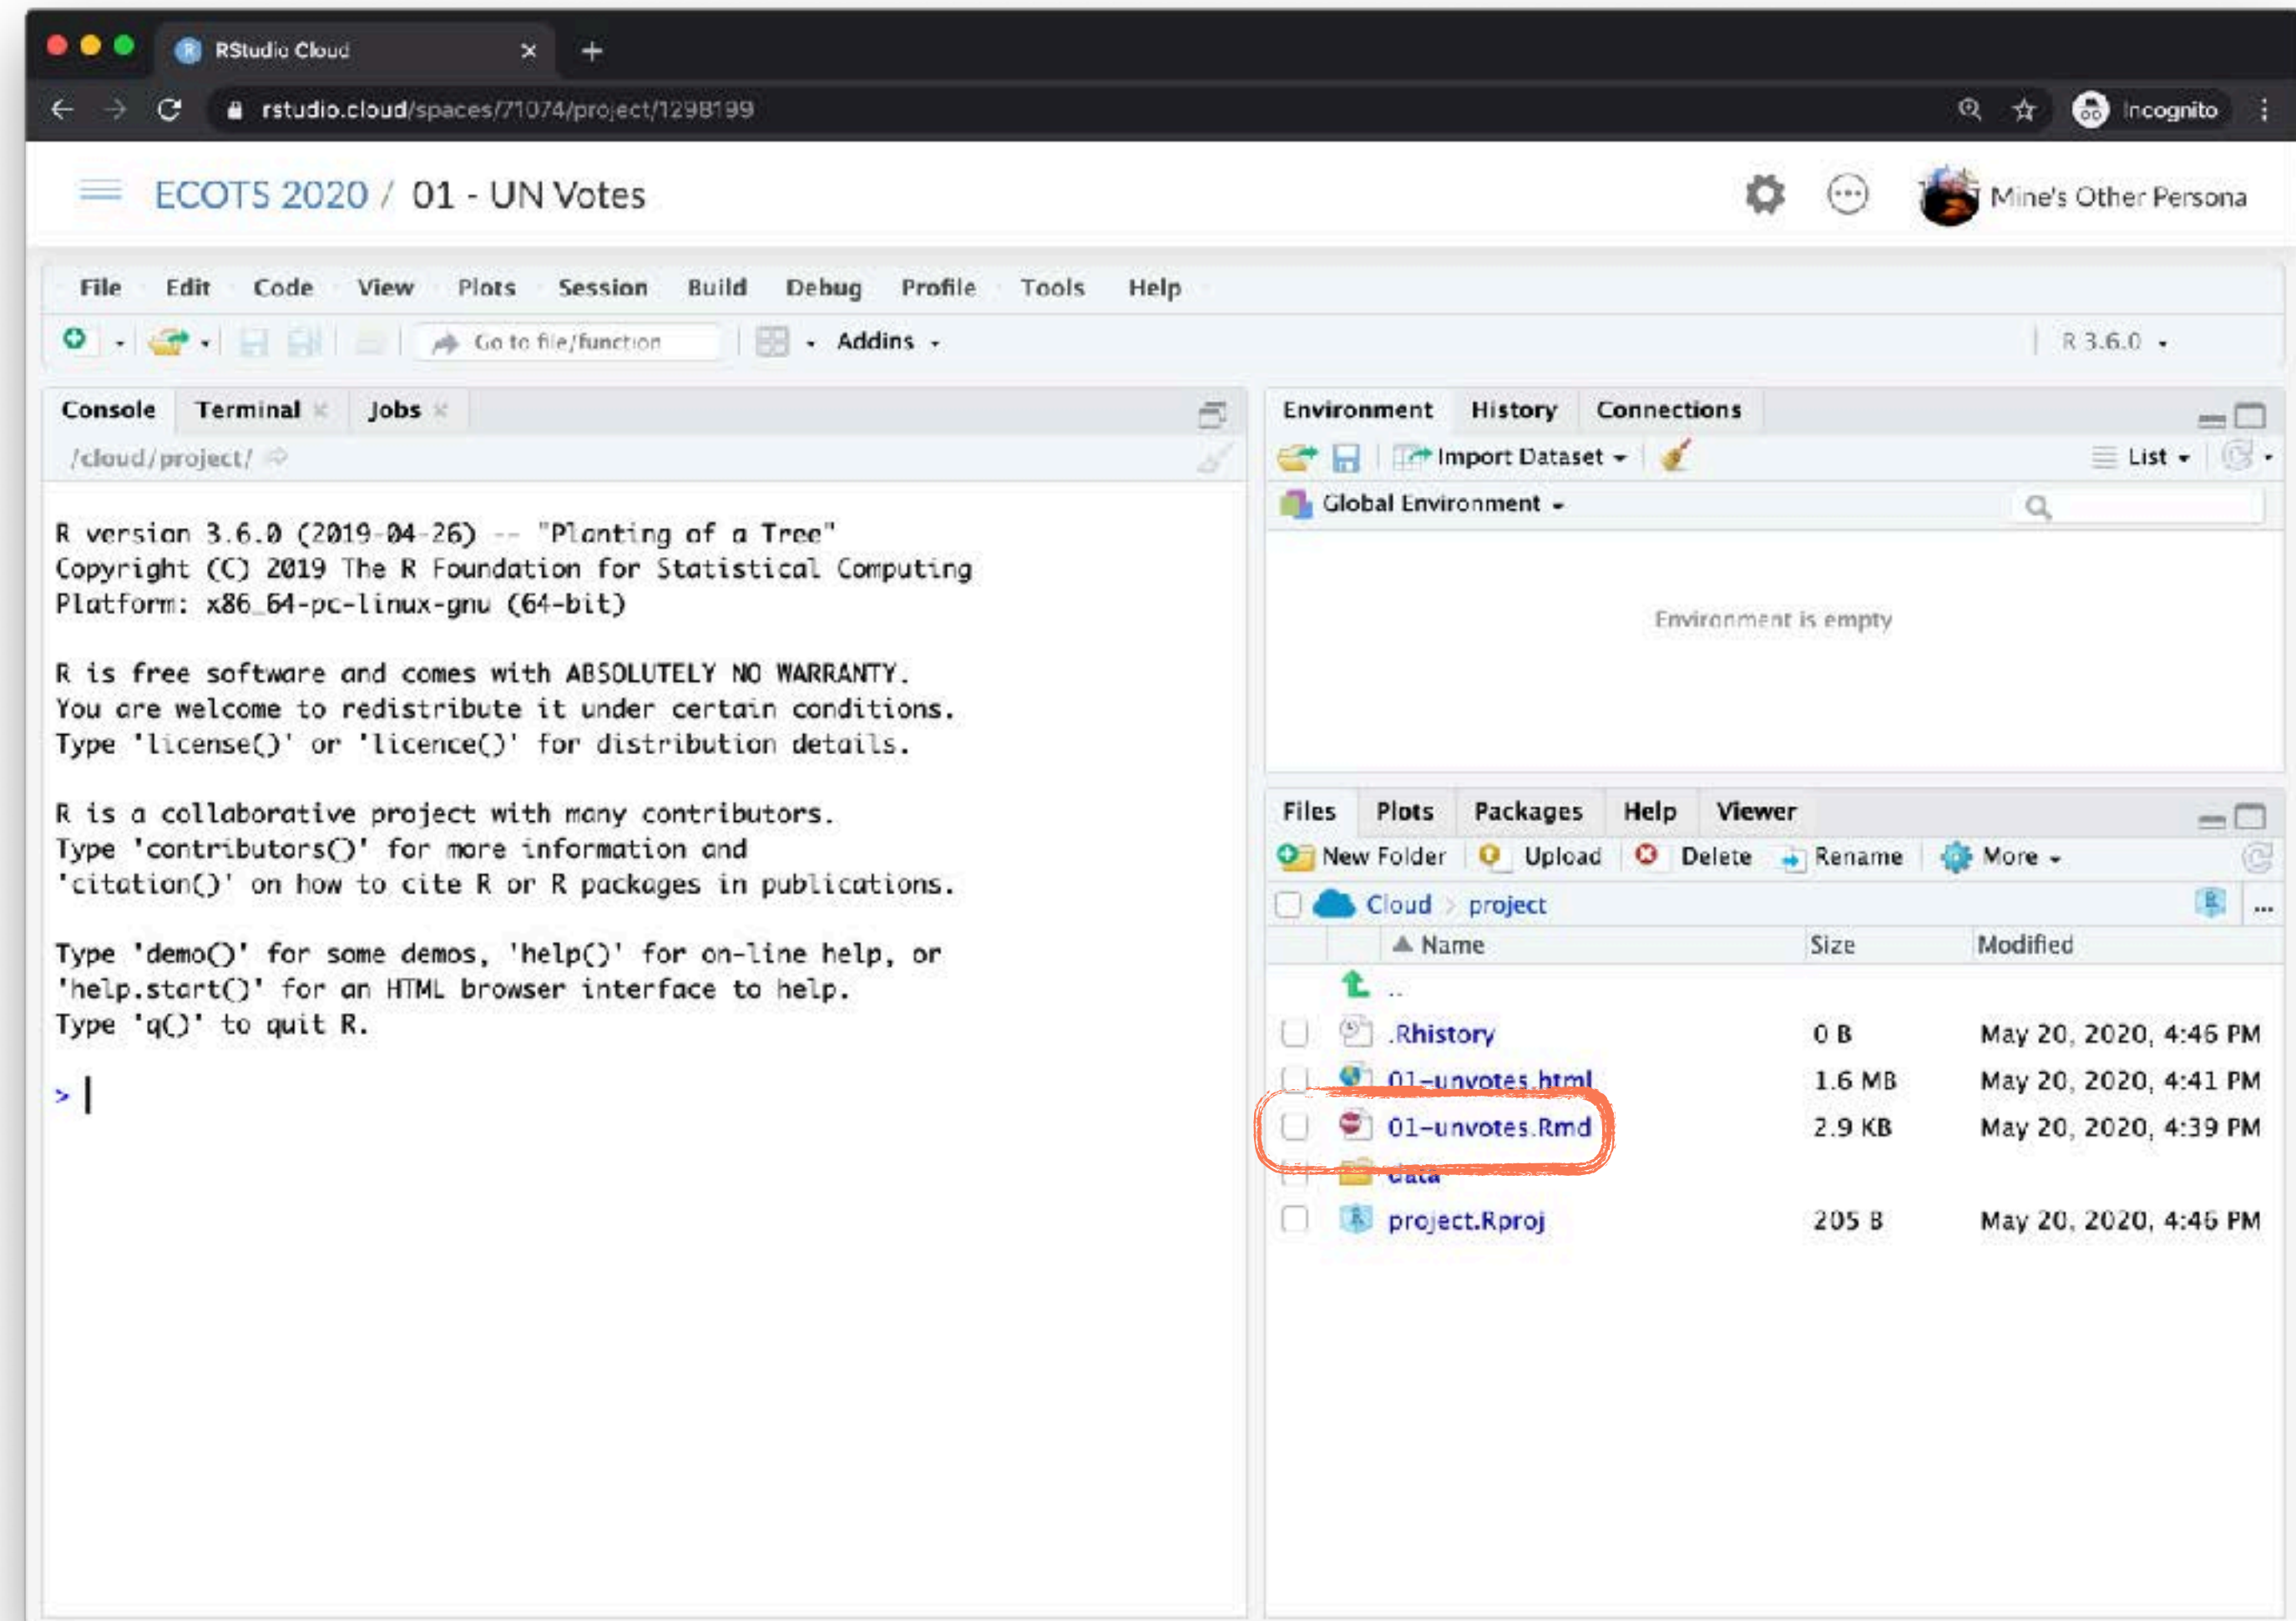 RStudio Cloud
rstudio.cloud/spaces/71074/project/1298199
Incognito
ECOTS 2020 / 01 - UN Votes
Mine's Other Persona
File Edit Code View Plots Session Build Debug Profile Tools Help
Go to file/function
Addins
R 3.6.0
Console Terminal Jobs
/cloud/project/
R version 3.6.0 (2019-04-26) -- "Planting of a Tree"
Copyright (C) 2019 The R Foundation for Statistical Computing
Platform: x86_64-pc-linux-gnu (64-bit)
R is free software and comes with ABSOLUTELY NO WARRANTY.
You are welcome to redistribute it under certain conditions.
Type 'license()' or 'licence()' for distribution details.
R is a collaborative project with many contributors.
Type 'contributors()' for more information and
'citation()' on how to cite R or R packages in publications.
Type 'demo()' for some demos, 'help()' for on-line help, or
'help.start()' for an HTML browser interface to help.
Type 'q()' to quit R.
>
Environment History Connections
Import Dataset
List
Global Environment
Environment is empty
Files Plots Packages Help Viewer
New Folder Upload Delete Rename More
Cloud > project ...
Name Size Modified
..
.Rhistory 0 B May 20, 2020, 4:46 PM
01-unvotes.html 1.6 MB May 20, 2020, 4:41 PM
01-unvotes.Rmd 2.9 KB May 20, 2020, 4:39 PM
data
project.Rproj 205 B May 20, 2020, 4:46 PM